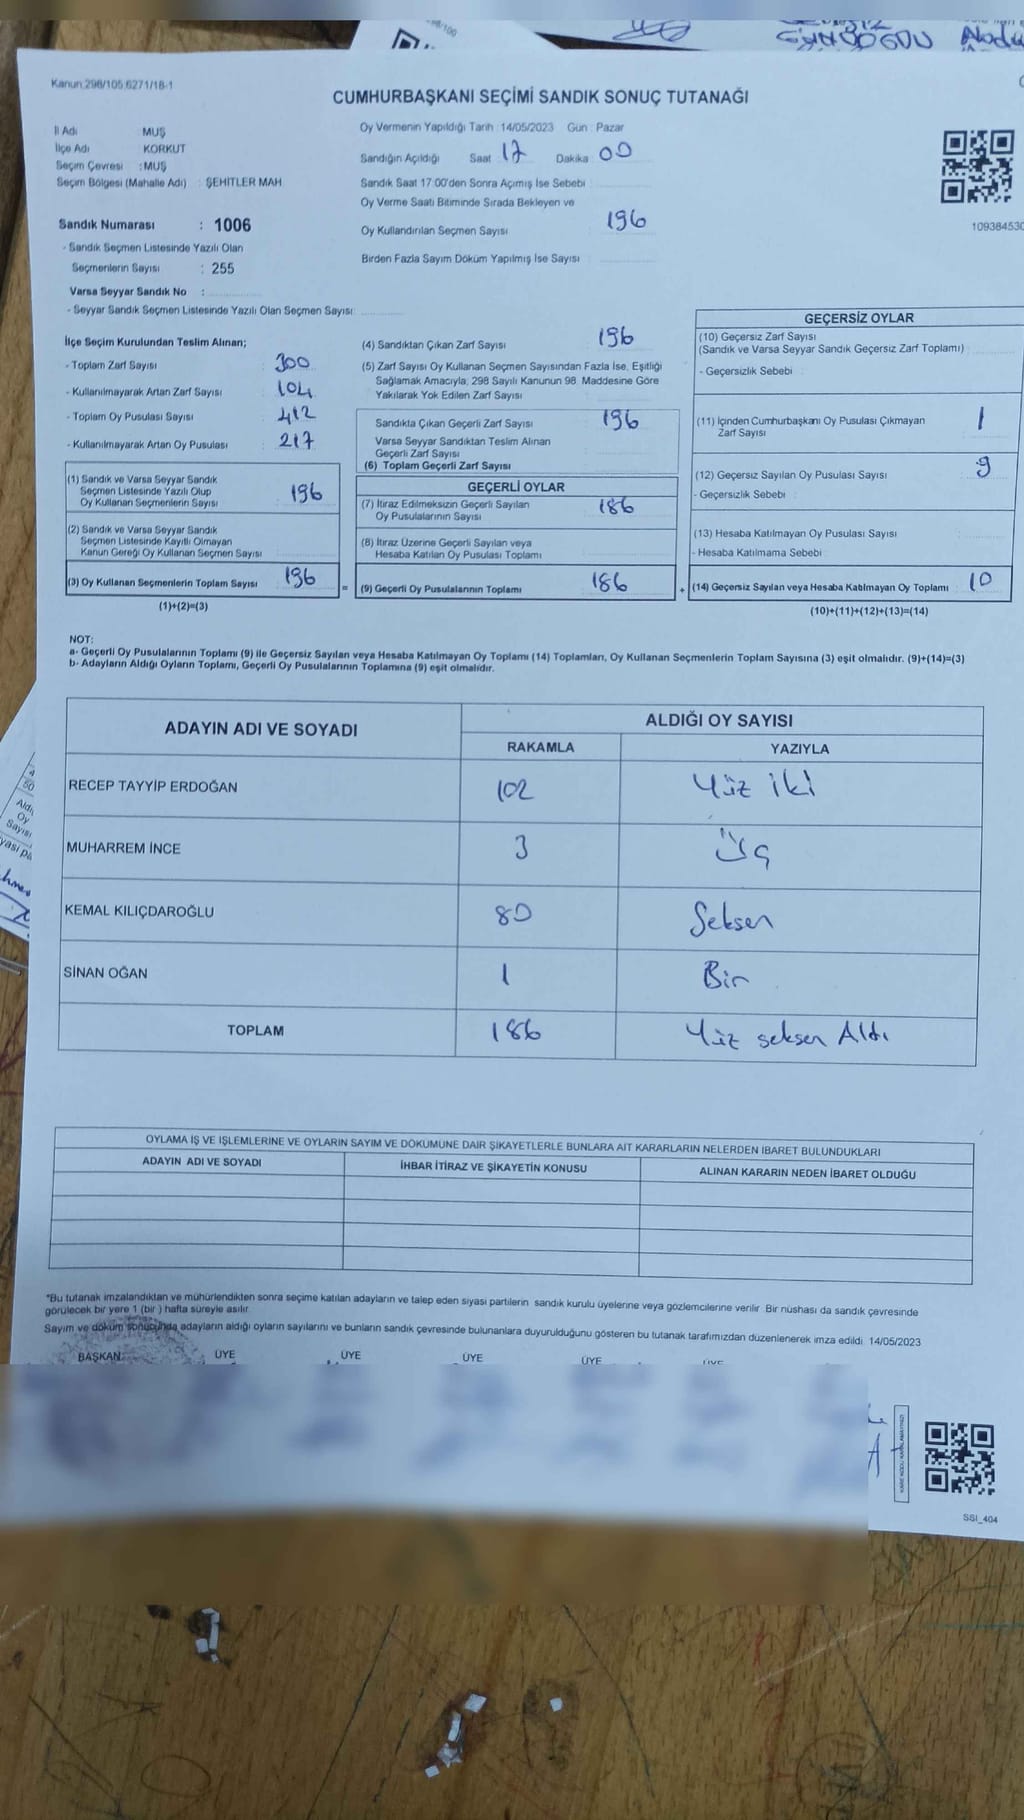 GÜNDOĞDU
Kanun:298/105,6271/18-1
CUMHURBAŞKANI SEÇİMİ SANDIK SONUÇ TUTANAĞI
İl Adı MUŞ
İlçe Adı KORKUT
Seçim Çevresi :MUŞ
Seçim Bölgesi (Mahalle Adı) : ŞEHİTLER MAH
Oy Vermenin Yapıldığı Tarih :14/05/2023 Gün : Pazar
Sandığın Açıldığı Saat 17 Dakika 00
Sandık Saat 17:00'den Sonra Açımış İse Sebebi
Oy Verme Saati Bitiminde Sırada Bekleyen ve
Oy Kullandırılan Seçmen Sayısı 196
Birden Fazla Sayım Döküm Yapılmış İse Sayısı :
109384530
Sandık Numarası : 1006
- Sandık Seçmen Listesinde Yazılı Olan
Seçmenlerin Sayısı : 255
Varsa Seyyar Sandık No :
- Seyyar Sandık Seçmen Listesinde Yazılı Olan Seçmen Sayısı:
İlçe Seçim Kurulundan Teslim Alınan;
- Toplam Zarf Sayısı 300
- Kullanılmayarak Artan Zarf Sayısı 104
- Toplam Oy Pusulası Sayısı 412
- Kullanılmayarak Artan Oy Pusulası 217
(1) Sandık ve Varsa Seyyar Sandık
Seçmen Listesinde Yazılı Olup
Oy Kullanan Seçmenlerin Sayısı 196
(2) Sandık ve Varsa Seyyar Sandık
Seçmen Listesinde Kayıtlı Olmayan
Kanun Gereği Oy Kullanan Seçmen Sayısı
(3) Oy Kullanan Seçmenlerin Toplam Sayısı 196 =
(1)+(2)=(3)
(4) Sandıktan Çıkan Zarf Sayısı 196
(5) Zarf Sayısı Oy Kullanan Seçmen Sayısından Fazla İse, Eşitliği
Sağlamak Amacıyla, 298 Sayılı Kanunun 98. Maddesine Göre
Yakılarak Yok Edilen Zarf Sayısı
Sandıkta Çıkan Geçerli Zarf Sayısı 196
Varsa Seyyar Sandıktan Teslim Alınan
Geçerli Zarf Sayısı
(6) Toplam Geçerli Zarf Sayısı
GEÇERLİ OYLAR
(7) İtiraz Edilmeksizin Geçerli Sayılan
Oy Pusulalarının Sayısı 186
(8) İtiraz Üzerine Geçerli Sayılan veya
Hesaba Katılan Oy Pusulası Toplamı
(9) Geçerli Oy Pusulalarının Toplamı 186 +
GEÇERSİZ OYLAR
(10) Geçersiz Zarf Sayısı
(Sandık ve Varsa Seyyar Sandık Geçersiz Zarf Toplamı)
- Geçersizlik Sebebi
(11) İçinden Cumhurbaşkanı Oy Pusulası Çıkmayan
Zarf Sayısı 1
(12) Geçersiz Sayılan Oy Pusulası Sayısı 9
- Geçersizlik Sebebi
(13) Hesaba Katılmayan Oy Pusulası Sayısı
- Hesaba Katılmama Sebebi
(14) Geçersiz Sayılan veya Hesaba Katılmayan Oy Toplamı 10
(10)+(11)+(12)+(13)=(14)
NOT:
a- Geçerli Oy Pusulalarının Toplamı (9) ile Geçersiz Sayılan veya Hesaba Katılmayan Oy Toplamı (14) Toplamları, Oy Kullanan Seçmenlerin Toplam Sayısına (3) eşit olmalıdır. (9)+(14)=(3)
b- Adayların Aldığı Oyların Toplamı, Geçerli Oy Pusulalarının Toplamına (9) eşit olmalıdır.
ADAYIN ADI VE SOYADI ALDIĞI OY SAYISI
RAKAMLA YAZIYLA
RECEP TAYYİP ERDOĞAN 102 Yüz iki
MUHARREM İNCE 3 Üç
KEMAL KILIÇDAROĞLU 80 Seksen
SİNAN OĞAN 1 Bir
TOPLAM 186 Yüz seksen Altı
OYLAMA İŞ VE İŞLEMLERİNE VE OYLARIN SAYIM VE DÖKÜMÜNE DAİR ŞİKAYETLERLE BUNLARA AİT KARARLARIN NELERDEN İBARET BULUNDUKLARI
ADAYIN ADI VE SOYADI İHBAR İTİRAZ VE ŞİKAYETİN KONUSU ALINAN KARARIN NEDEN İBARET OLDUĞU
*Bu tutanak imzalandıktan ve mühürlendikten sonra seçime katılan adayların ve talep eden siyasi partilerin sandık kurulu üyelerine veya gözlemcilerine verilir. Bir nüshası da sandık çevresinde
görülecek bir yere 1 (bir ) hafta süreyle asılır.
Sayım ve döküm sonucunda adayların aldığı oyların sayılarını ve bunların sandık çevresinde bulunanlara duyurulduğunu gösteren bu tutanak tarafımızdan düzenlenerek imza edildi. 14/05/2023
BAŞKAN ÜYE ÜYE ÜYE ÜYE ÜYE
SSI_404